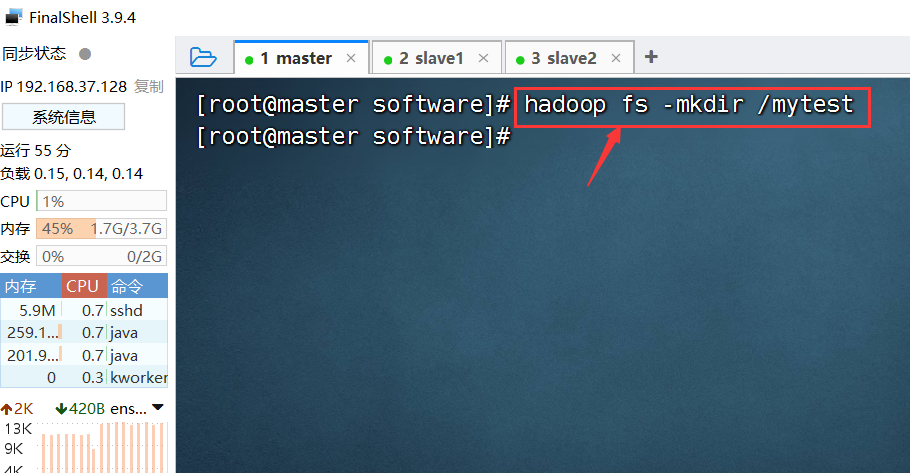 FinalShell 3.9.4
同步状态
IP 192.168.37.128 复制
系统信息
运行 55 分
负载 0.15, 0.14, 0.14
CPU 1%
内存 45% 1.7G/3.7G
交换 0% 0/2G
内存 CPU 命令
5.9M 0.7 sshd
259.1... 0.7 java
201.9... 0.7 java
0 0.3 kworker
2K 420B ens...
13K
9K
4K
1 master × 2 slave1 × 3 slave2 × +
[root@master software]# hadoop fs -mkdir /mytest
[root@master software]#